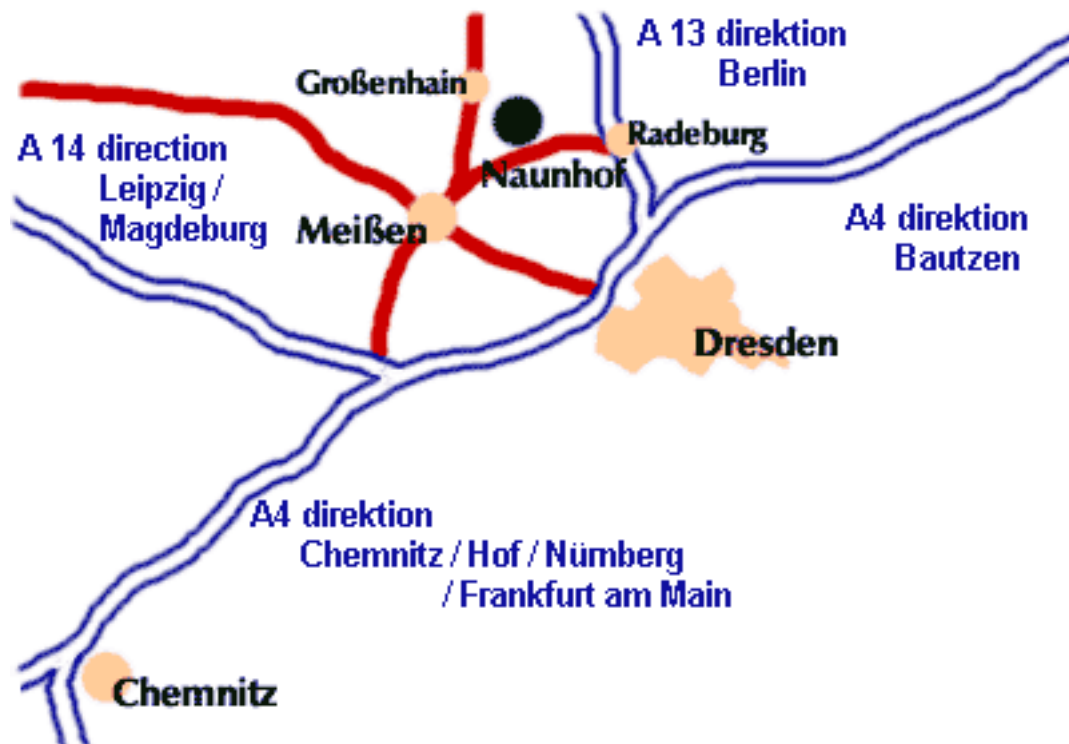 A 13 direktion
Berlin
Großenhain
Radeburg
A 14 direction
Leipzig /
Magdeburg
Naunhof
Meißen
A4 direktion
Bautzen
Dresden
A4 direktion
Chemnitz / Hof / Nürnberg
/ Frankfurt am Main
Chemnitz